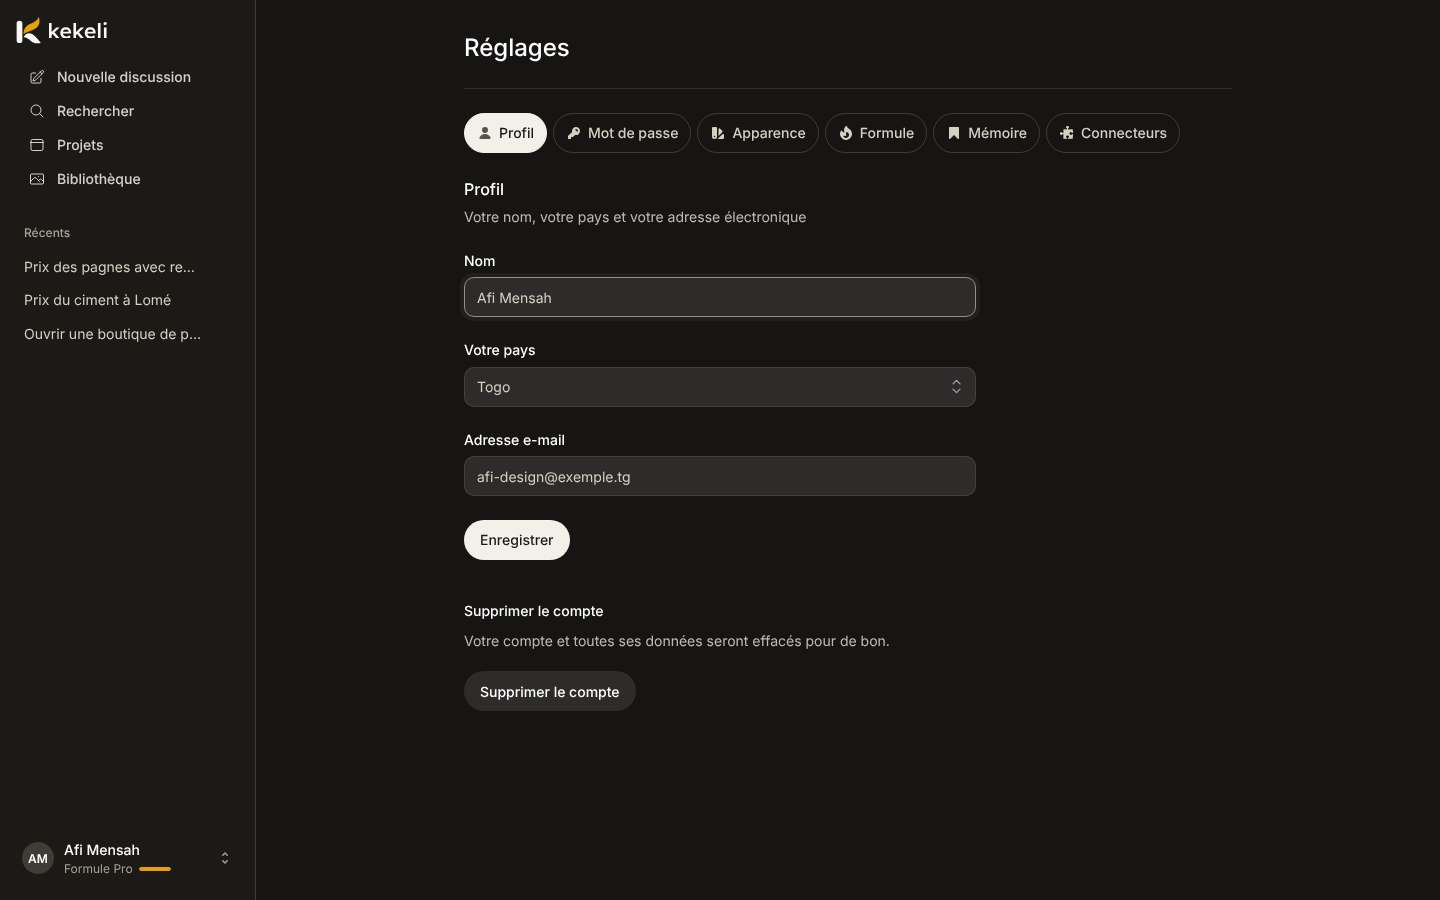 kekeli
Nouvelle discussion
Rechercher
Projets
Bibliothèque
Récents
Prix des pagnes avec re...
Prix du ciment à Lomé
Ouvrir une boutique de p...
AM
Afi Mensah
Formule Pro
Réglages
Profil
Mot de passe
Apparence
Formule
Mémoire
Connecteurs
Profil
Votre nom, votre pays et votre adresse électronique
Nom
Afi Mensah
Votre pays
Togo
Adresse e-mail
afi-design@exemple.tg
Enregistrer
Supprimer le compte
Votre compte et toutes ses données seront effacés pour de bon.
Supprimer le compte